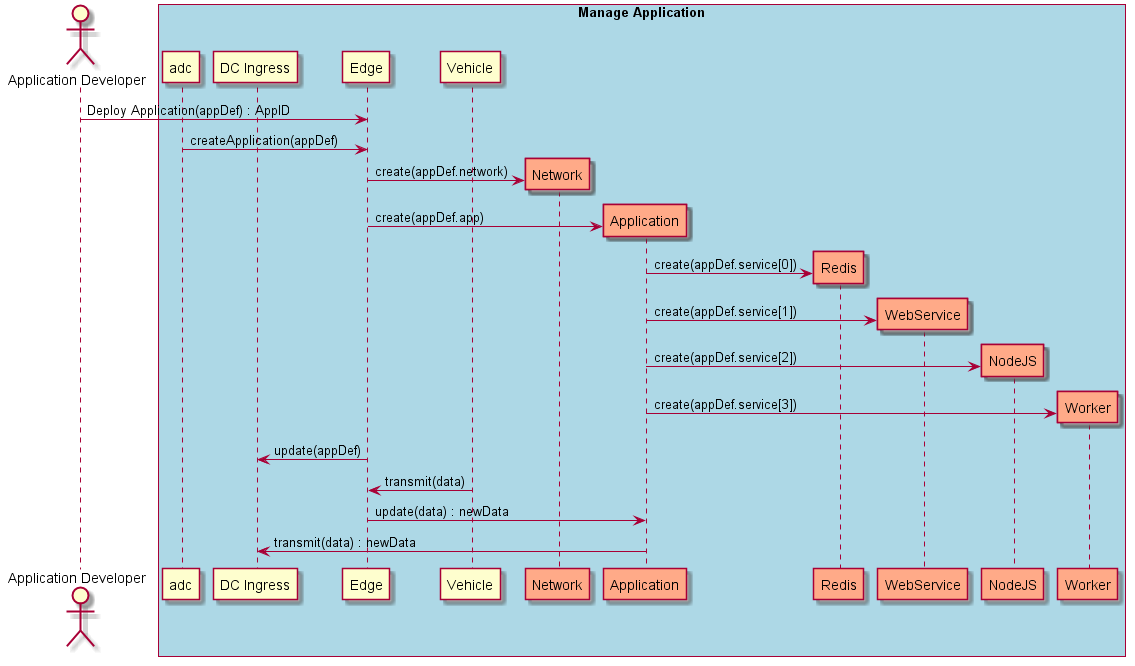 Manage Application
Application Developer
adc
DC Ingress
Edge
Vehicle
Deploy Application(appDef) : AppID
createApplication(appDef)
create(appDef.network)
Network
create(appDef.app)
Application
create(appDef.service[0])
Redis
create(appDef.service[1])
WebService
create(appDef.service[2])
NodeJS
create(appDef.service[3])
Worker
update(appDef)
transmit(data)
update(data) : newData
transmit(data) : newData
Application Developer
adc
DC Ingress
Edge
Vehicle
Network
Application
Redis
WebService
NodeJS
Worker